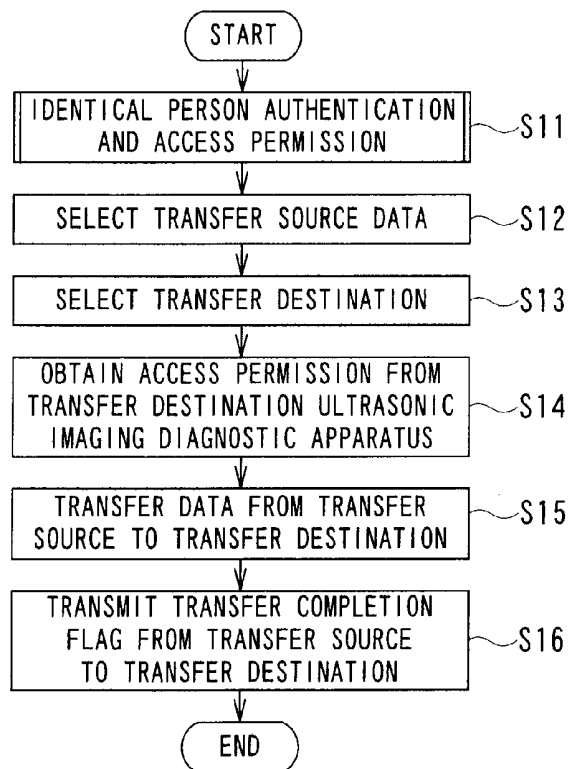 START
IDENTICAL PERSON AUTHENTICATION
AND ACCESS PERMISSION
S11
SELECT TRANSFER SOURCE DATA
S12
SELECT TRANSFER DESTINATION
S13
OBTAIN ACCESS PERMISSION FROM
TRANSFER DESTINATION ULTRASONIC
IMAGING DIAGNOSTIC APPARATUS
S14
TRANSFER DATA FROM TRANSFER
SOURCE TO TRANSFER DESTINATION
S15
TRANSMIT TRANSFER COMPLETION
FLAG FROM TRANSFER SOURCE
TO TRANSFER DESTINATION
S16
END